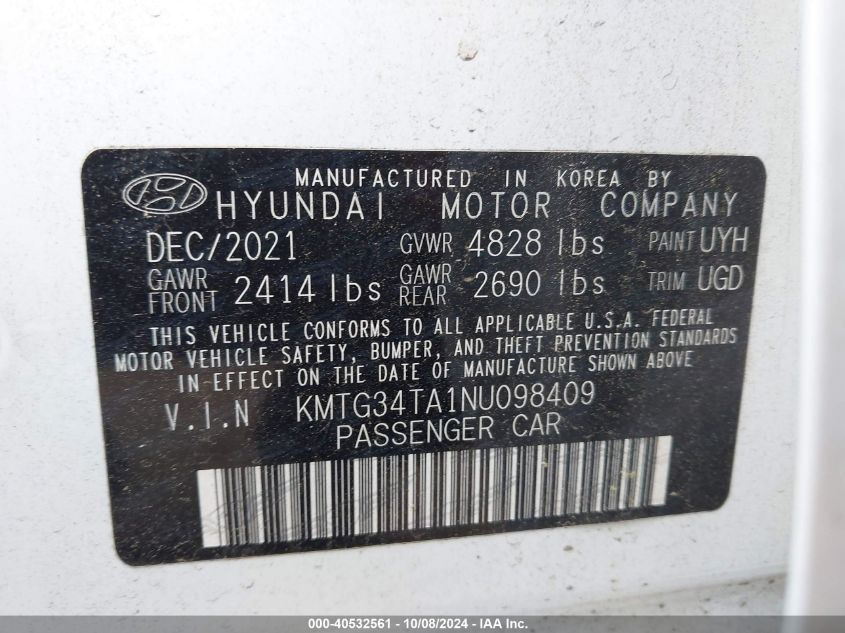 MANUFACTURED IN KOREA BY
HYUNDAI MOTOR COMPANY
DEC/2021 GVWR 4828 lbs PAINT UYH
GAWR FRONT 2414 lbs GAWR REAR 2690 lbs TRIM UGD
THIS VEHICLE CONFORMS TO ALL APPLICABLE U.S.A. FEDERAL
MOTOR VEHICLE SAFETY, BUMPER, AND THEFT PREVENTION STANDARDS
IN EFFECT ON THE DATE OF MANUFACTURE SHOWN ABOVE
V.I.N KMTG34TA1NU098409
PASSENGER CAR
000-40532561 - 10/08/2024 - IAA Inc.